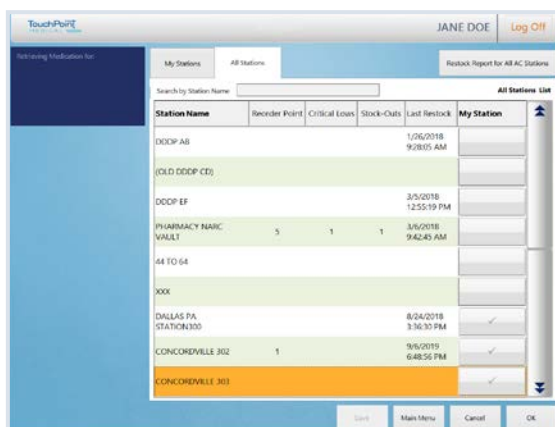 TouchPoint
MEDICAL
JANE DOE
Log Off
Retrieving Medication for:
My Stations
All Stations
Restock Report for All AC Stations
Search by Station Name
All Stations List
Station Name Reorder Point Critical Lows Stock-Outs Last Restock My Station
DDDP AB 1/26/2018
9:28:05 AM
(OLD DDDP CD)
DDDP EF 3/5/2018
12:55:19 PM
PHARMACY NARC
VAULT 5 1 1 3/6/2018
9:42:45 AM
44 TO 64
XXX
DALLAS PA
STATION300 8/24/2018
3:36:30 PM
CONCORDVILLE 302 1 9/6/2019
6:48:56 PM
CONCORDVILLE 303
Save Main Menu Cancel OK